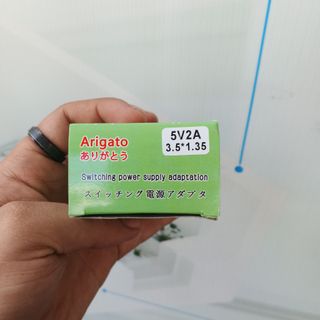 Arigato
ありがとう
5V2A
3.5*1.35
Switching power supply adaptation
スイッチング電源アダプタ